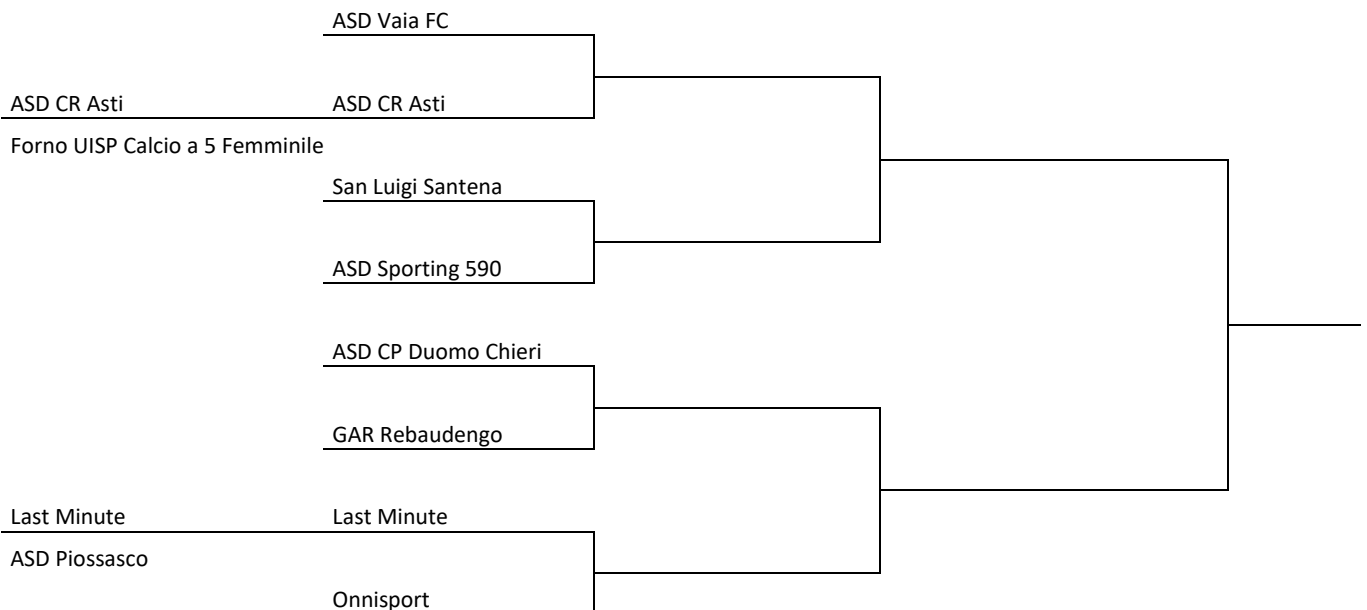 ASD Vaia FC
ASD CR Asti ASD CR Asti
Forno UISP Calcio a 5 Femminile
San Luigi Santena
ASD Sporting 590
ASD CP Duomo Chieri
GAR Rebaudengo
Last Minute Last Minute
ASD Piossasco
Onnisport